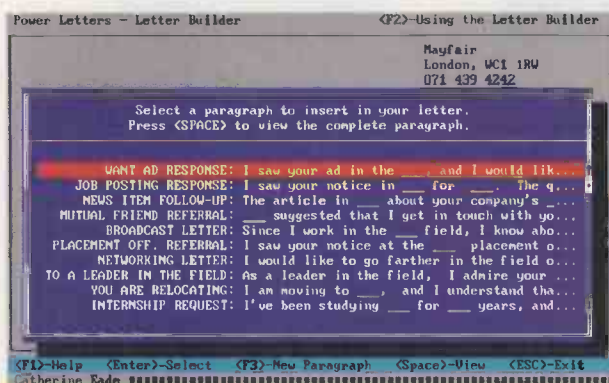 Power Letters - Letter Builder <F2>-Using the Letter Builder
Mayfair
London, WC1 1RW
071 439 4242
Select a paragraph to insert in your letter.
Press <SPACE> to view the complete paragraph.
WANT AD RESPONSE: I saw your ad in the ___, and I would lik...
JOB POSTING RESPONSE: I saw your notice in ___ for ___. The q...
NEWS ITEM FOLLOW-UP: The article in ___ about your company's _...
MUTUAL FRIEND REFERRAL: ___ suggested that I get in touch with yo...
BROADCAST LETTER: Since I work in the ___ field, I know abo...
PLACEMENT OFF. REFERRAL: I saw your notice at the ___ placement o...
NETWORKING LETTER: I would like to go farther in the field o...
TO A LEADER IN THE FIELD: As a leader in the field, I admire your ...
YOU ARE RELOCATING: I am moving to ___, and I understand tha...
INTERNSHIP REQUEST: I've been studying ___ for ___ years, and...
<F1>-Help <Enter>-Select <F3>-New Paragraph <Space>-View <ESC>-Exit
Catherine Eade